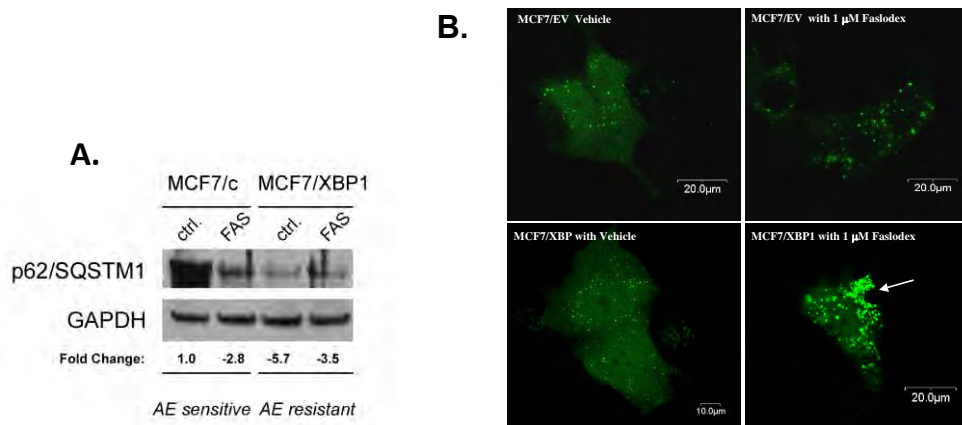 A.
MCF7/c MCF7/XBP1
ctrl. FAS ctrl. FAS
p62/SQSTM1
GAPDH
Fold Change: 1.0 -2.8 -5.7 -3.5
AE sensitive AE resistant
B.
MCF7/EV Vehicle
20.0μm
MCF7/EV with 1 μM Faslodex
20.0μm
MCF7/XBP with Vehicle
10.0μm
MCF7/XBP1 with 1 μM Faslodex
20.0μm